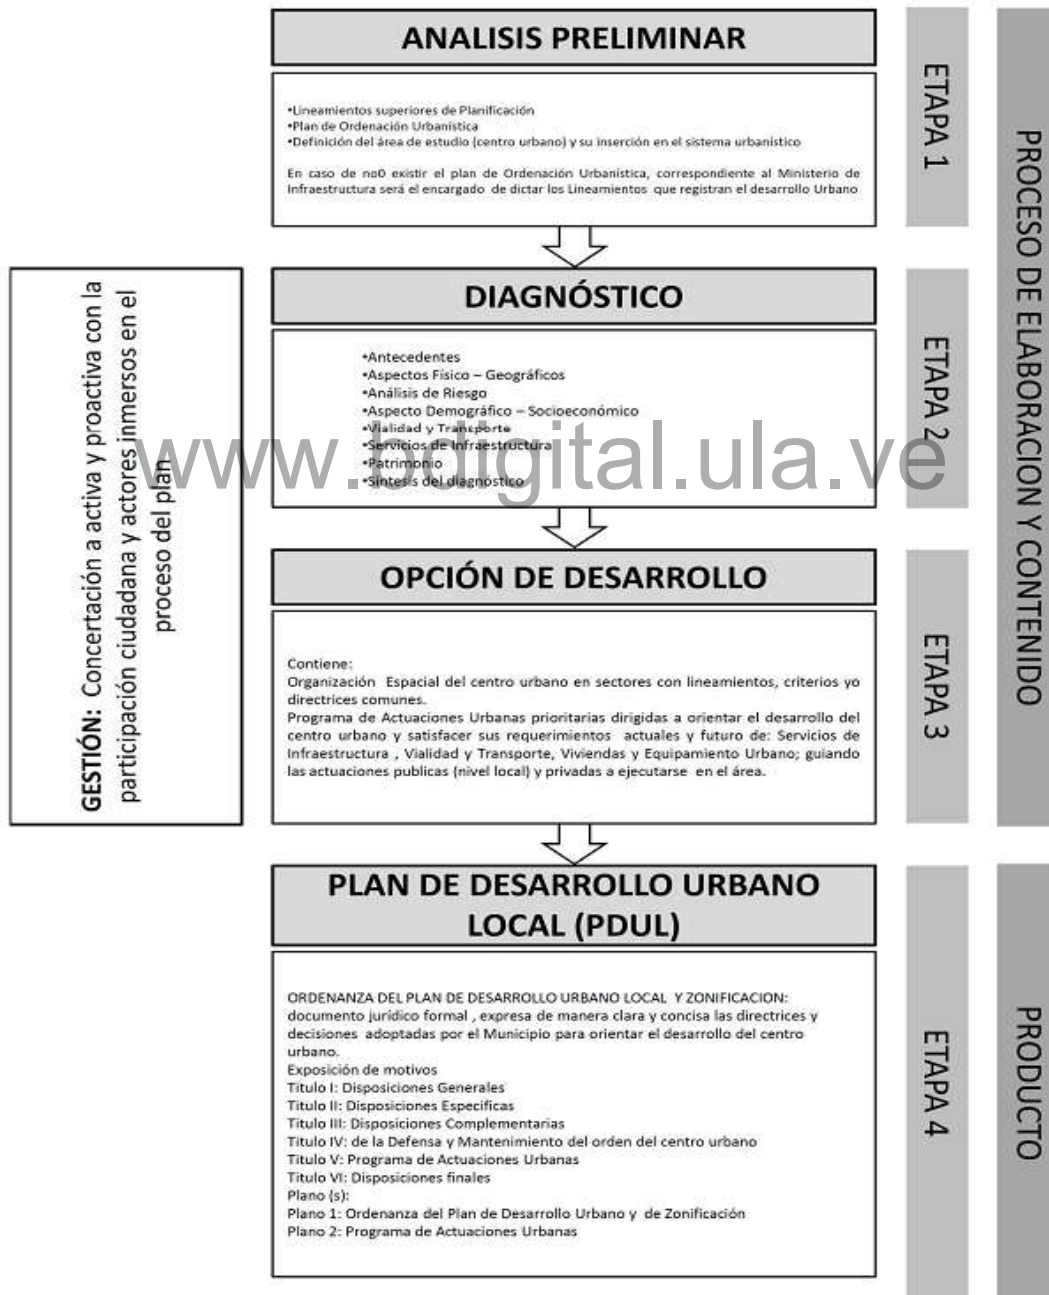 ANALISIS PRELIMINAR
•Lineamientos superiores de Planificación
•Plan de Ordenación Urbanística
•Definición del área de estudio (centro urbano) y su inserción en el sistema urbanístico
En caso de no0 existir el plan de Ordenación Urbanística, correspondiente al Ministerio de
Infraestructura será el encargado de dictar los Lineamientos que registran el desarrollo Urbano
ETAPA 1
PROCESO DE ELABORACION Y CONTENIDO
GESTIÓN: Concertación a activa y proactiva con la
participación ciudadana y actores inmersos en el
proceso del plan
DIAGNÓSTICO
•Antecedentes
•Aspectos Físico – Geográficos
•Análisis de Riesgo
•Aspecto Demográfico – Socioeconómico
•Vialidad y Transporte
•Servicios de Infraestructura
•Patrimonio
•Síntesis del diagnóstico
ETAPA 2
www.bdigital.ula.ve
OPCIÓN DE DESARROLLO
Contiene:
Organización Espacial del centro urbano en sectores con lineamientos, criterios yo
directrices comunes.
Programa de Actuaciones Urbanas prioritarias dirigidas a orientar el desarrollo del
centro urbano y satisfacer sus requerimientos actuales y futuro de: Servicios de
Infraestructura , Vialidad y Transporte, Viviendas y Equipamiento Urbano; guiando
las actuaciones publicas (nivel local) y privadas a ejecutarse en el área.
ETAPA 3
PLAN DE DESARROLLO URBANO
LOCAL (PDUL)
ORDENANZA DEL PLAN DE DESARROLLO URBANO LOCAL Y ZONIFICACION:
documento jurídico formal , expresa de manera clara y concisa las directrices y
decisiones adoptadas por el Municipio para orientar el desarrollo del centro
urbano.
Exposición de motivos
Titulo I: Disposiciones Generales
Titulo II: Disposiciones Especificas
Titulo III: Disposiciones Complementarias
Titulo IV: de la Defensa y Mantenimiento del orden del centro urbano
Titulo V: Programa de Actuaciones Urbanas
Titulo VI: Disposiciones finales
Plano (s):
Plano 1: Ordenanza del Plan de Desarrollo Urbano y de Zonificación
Plano 2: Programa de Actuaciones Urbanas
ETAPA 4
PRODUCTO